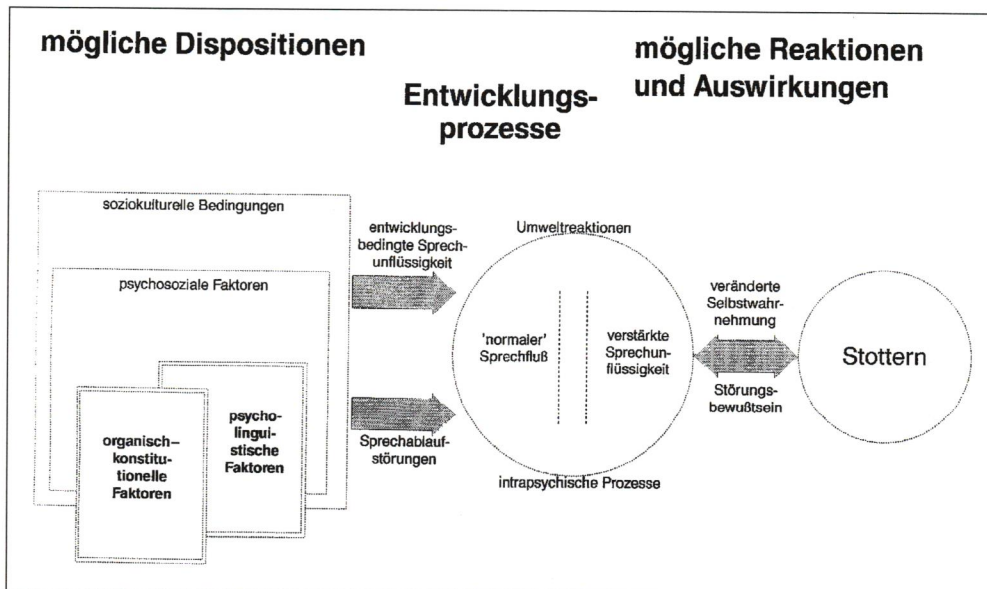 mögliche Dispositionen
Entwicklungs-
prozesse
mögliche Reaktionen
und Auswirkungen
soziokulturelle Bedingungen
psychosoziale Faktoren
organisch–
konstitu-
tionelle
Faktoren
psycho-
lingui-
stische
Faktoren
entwicklungs-
bedingte Sprech-
unflüssigkeit
Sprechablauf-
störungen
Umweltreaktionen
'normaler'
Sprechfluß
verstärkte
Sprechun-
flüssigkeit
intrapsychische Prozesse
veränderte
Selbstwahr-
nehmung
Störungs-
bewußtsein
Stottern